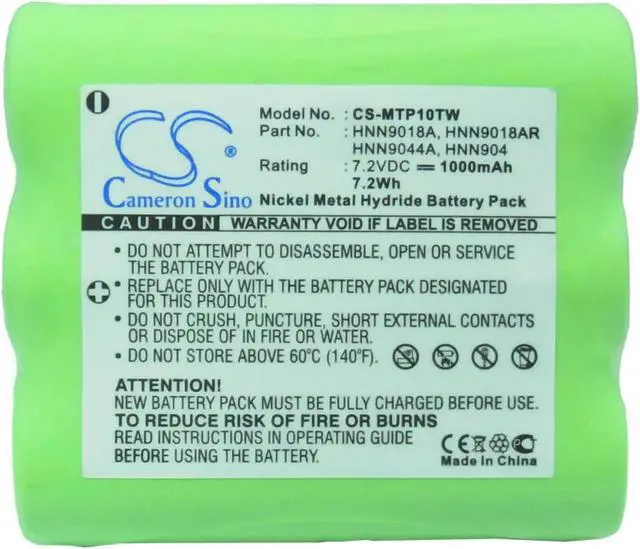 CS®
Cameron Sino
Model No. : CS-MTP10TW
Part No. : HNN9018A, HNN9018AR
HNN9044A, HNN904
Rating : 7.2VDC ⎓ 1000mAh
7.2Wh
Nickel Metal Hydride Battery Pack
CAUTION WARRANTY VOID IF LABEL IS REMOVED
• DO NOT ATTEMPT TO DISASSEMBLE, OPEN OR SERVICE
THE BATTERY PACK.
• REPLACE ONLY WITH THE BATTERY PACK DESIGNATED
FOR THIS PRODUCT.
• DO NOT CRUSH, PUNCTURE, SHORT EXTERNAL CONTACTS
OR DISPOSE OF IN FIRE OR WATER.
• DO NOT STORE ABOVE 60°C (140°F).
ATTENTION!
NEW BATTERY PACK MUST BE FULLY CHARGED BEFORE USE
TO REDUCE RISK OF FIRE OR BURNS
READ INSTRUCTIONS IN OPERATING GUIDE
BEFORE USING THE BATTERY PACK.
CE
Made In China